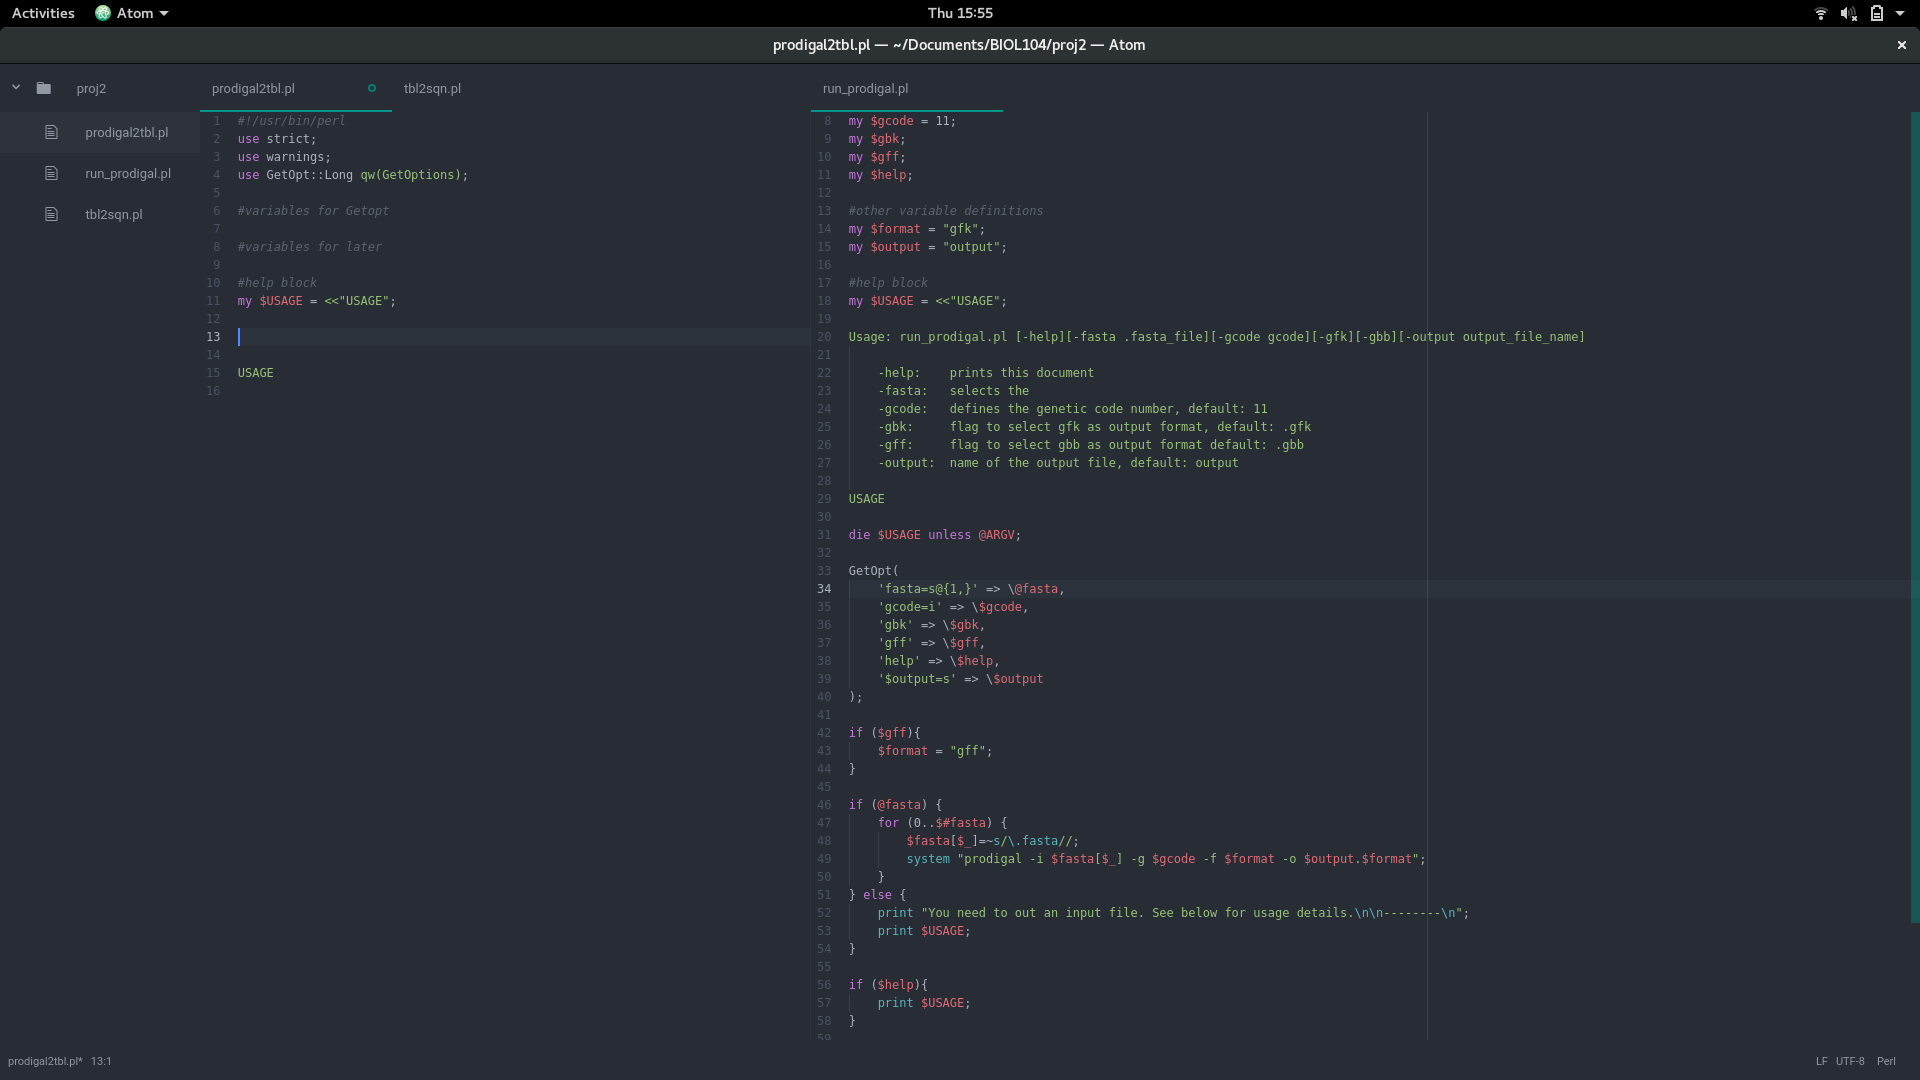 Activities Atom Thu 15:55
prodigal2tbl.pl — ~/Documents/BIOL104/proj2 — Atom
proj2
prodigal2tbl.pl
run_prodigal.pl
tbl2sqn.pl
prodigal2tbl.pl tbl2sqn.pl
1 #!/usr/bin/perl
2 use strict;
3 use warnings;
4 use GetOpt::Long qw(GetOptions);
5
6 #variables for Getopt
7
8 #variables for later
9
10 #help block
11 my $USAGE = <<"USAGE";
12
13
14
15 USAGE
16
run_prodigal.pl
8 my $gcode = 11;
9 my $gbk;
10 my $gff;
11 my $help;
12
13 #other variable definitions
14 my $format = "gfk";
15 my $output = "output";
16
17 #help block
18 my $USAGE = <<"USAGE";
19
20 Usage: run_prodigal.pl [-help][-fasta .fasta_file][-gcode gcode][-gfk][-gbb][-output output_file_name]
21
22 -help: prints this document
23 -fasta: selects the
24 -gcode: defines the genetic code number, default: 11
25 -gbk: flag to select gfk as output format, default: .gfk
26 -gff: flag to select gbb as output format default: .gbb
27 -output: name of the output file, default: output
28
29 USAGE
30
31 die $USAGE unless @ARGV;
32
33 GetOpt(
34 'fasta=s@{1,}' => \@fasta,
35 'gcode=i' => \$gcode,
36 'gbk' => \$gbk,
37 'gff' => \$gff,
38 'help' => \$help,
39 '$output=s' => \$output
40 );
41
42 if ($gff){
43 $format = "gff";
44 }
45
46 if (@fasta) {
47 for (0..$#fasta) {
48 $fasta[$_]=~s/\.fasta//;
49 system "prodigal -i $fasta[$_] -g $gcode -f $format -o $output.$format";
50 }
51 } else {
52 print "You need to out an input file. See below for usage details.\n\n--------\n";
53 print $USAGE;
54 }
55
56 if ($help){
57 print $USAGE;
58 }
59
prodigal2tbl.pl* 13:1 LF UTF-8 Perl